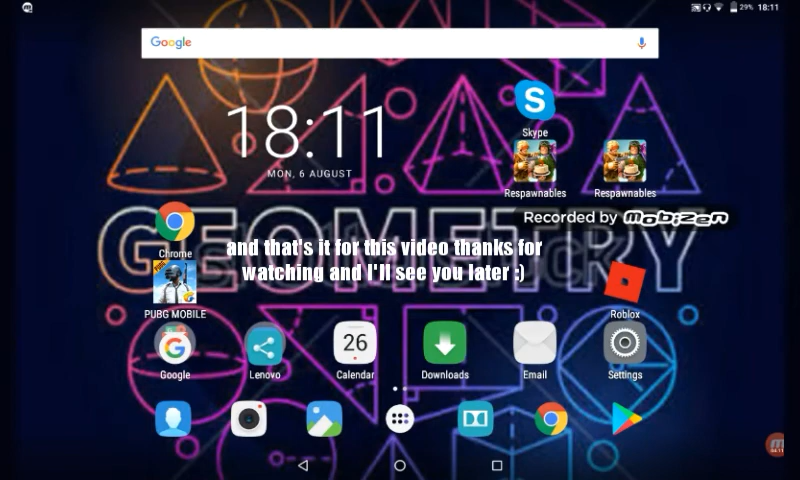 29% 18:11
Google
18:11
MON, 6 AUGUST
Skype
Respawnables
Respawnables
Recorded by mobizen
GEOMETRY
Chrome
and that's it for this video thanks for
watching and I'll see you later ;)
PUBG MOBILE
Roblox
26
Google
Lenovo
Calendar
Downloads
Email
Settings